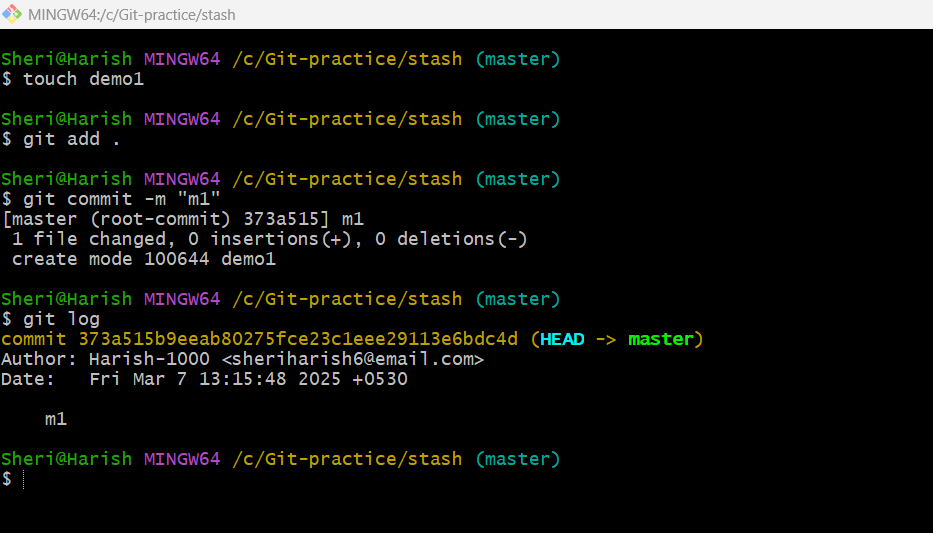 MINGW64:/c/Git-practice/stash
Sheri@Harish MINGW64 /c/Git-practice/stash (master)
$ touch demo1
Sheri@Harish MINGW64 /c/Git-practice/stash (master)
$ git add .
Sheri@Harish MINGW64 /c/Git-practice/stash (master)
$ git commit -m "m1"
[master (root-commit) 373a515] m1
 1 file changed, 0 insertions(+), 0 deletions(-)
 create mode 100644 demo1
Sheri@Harish MINGW64 /c/Git-practice/stash (master)
$ git log
commit 373a515b9eeab80275fce23c1eee29113e6bdc4d (HEAD -> master)
Author: Harish-1000 <sheriharish6@email.com>
Date:   Fri Mar 7 13:15:48 2025 +0530
    m1
Sheri@Harish MINGW64 /c/Git-practice/stash (master)
$